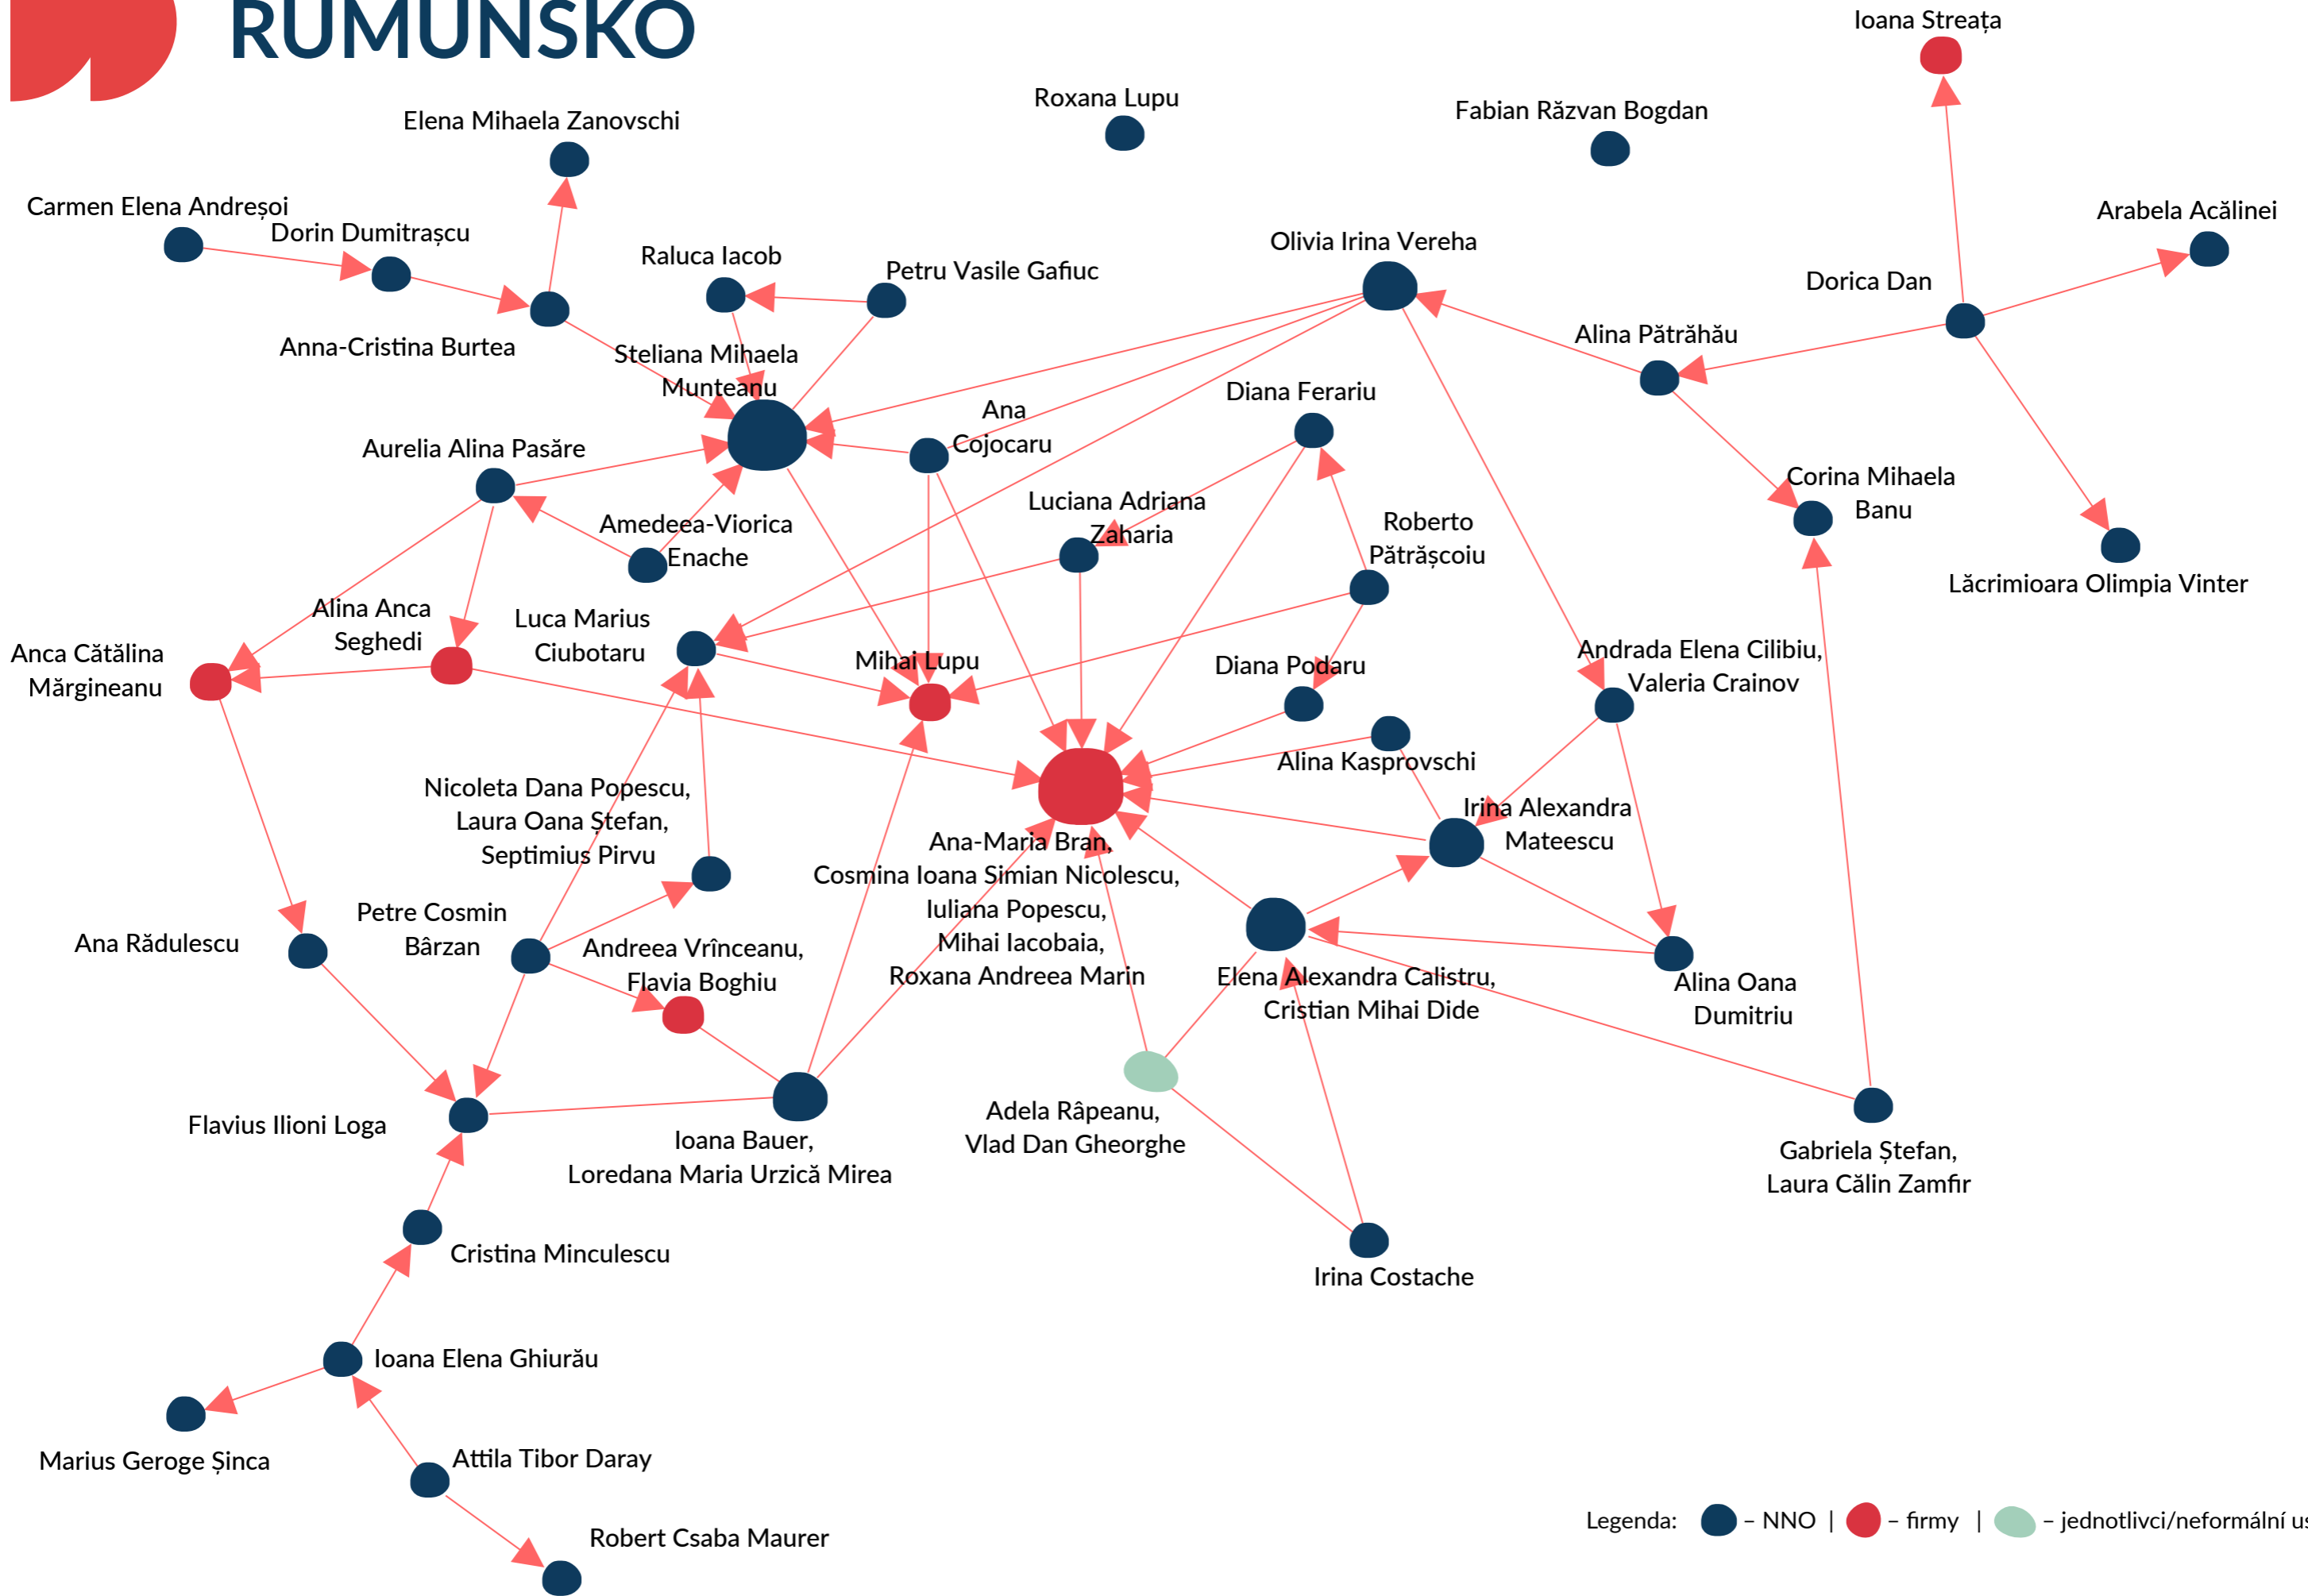 RUMUNSKO
Ioana Streața
Roxana Lupu
Fabian Răzvan Bogdan
Elena Mihaela Zanovschi
Carmen Elena Andreșoi
Dorin Dumitrașcu
Arabela Acălinei
Raluca Iacob
Petru Vasile Gafiuc
Olivia Irina Vereha
Dorica Dan
Anna-Cristina Burtea
Alina Pătrăhău
Steliana Mihaela
Munteanu
Diana Ferariu
Ana
Cojocaru
Aurelia Alina Pasăre
Corina Mihaela
Banu
Luciana Adriana
Zaharia
Roberto
Pătrășcoiu
Amedeea-Viorica
Enache
Lăcrimioara Olimpia Vinter
Alina Anca
Seghedi
Luca Marius
Ciubotaru
Anca Cătălina
Mărgineanu
Mihai Lupu
Diana Podaru
Andrada Elena Cilibiu,
Valeria Crainov
Alina Kasprovschi
Nicoleta Dana Popescu,
Laura Oana Ștefan,
Septimius Pirvu
Irina Alexandra
Mateescu
Ana-Maria Bran,
Cosmina Ioana Simian Nicolescu,
Iuliana Popescu,
Mihai Iacobaia,
Roxana Andreea Marin
Ana Rădulescu
Petre Cosmin
Bârzan
Andreea Vrînceanu,
Flavia Boghiu
Elena Alexandra Calistru,
Cristian Mihai Dide
Alina Oana
Dumitriu
Flavius Ilioni Loga
Ioana Bauer,
Loredana Maria Urzică Mirea
Adela Râpeanu,
Vlad Dan Gheorghe
Gabriela Ștefan,
Laura Călin Zamfir
Cristina Minculescu
Irina Costache
Ioana Elena Ghiurău
Marius Geroge Șinca
Attila Tibor Daray
Robert Csaba Maurer
Legenda: – NNO | – firmy | – jednotlivci/neformální